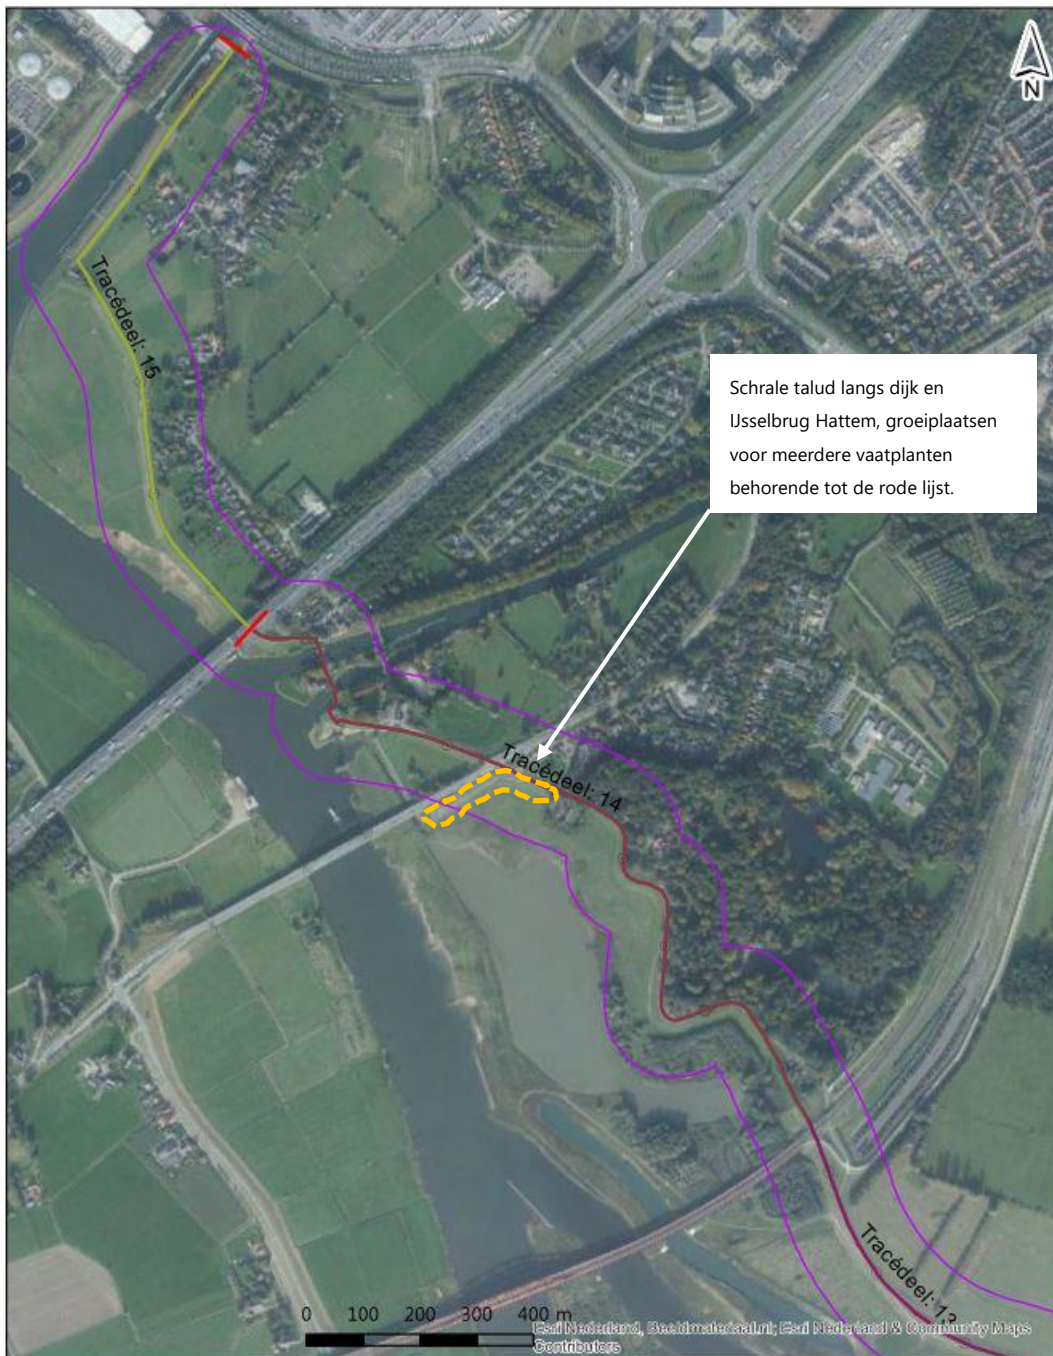 N
Tracédeel: 15
Schrale talud langs dijk en
IJsselbrug Hattem, groeiplaatsen
voor meerdere vaatplanten
behorende tot de rode lijst.
Tracédeel: 14
Tracédeel: 13
0 100 200 300 400 m
Esri Nederland, Beeldmateriaal.nl; Esri Nederland & Community Maps
Contributors